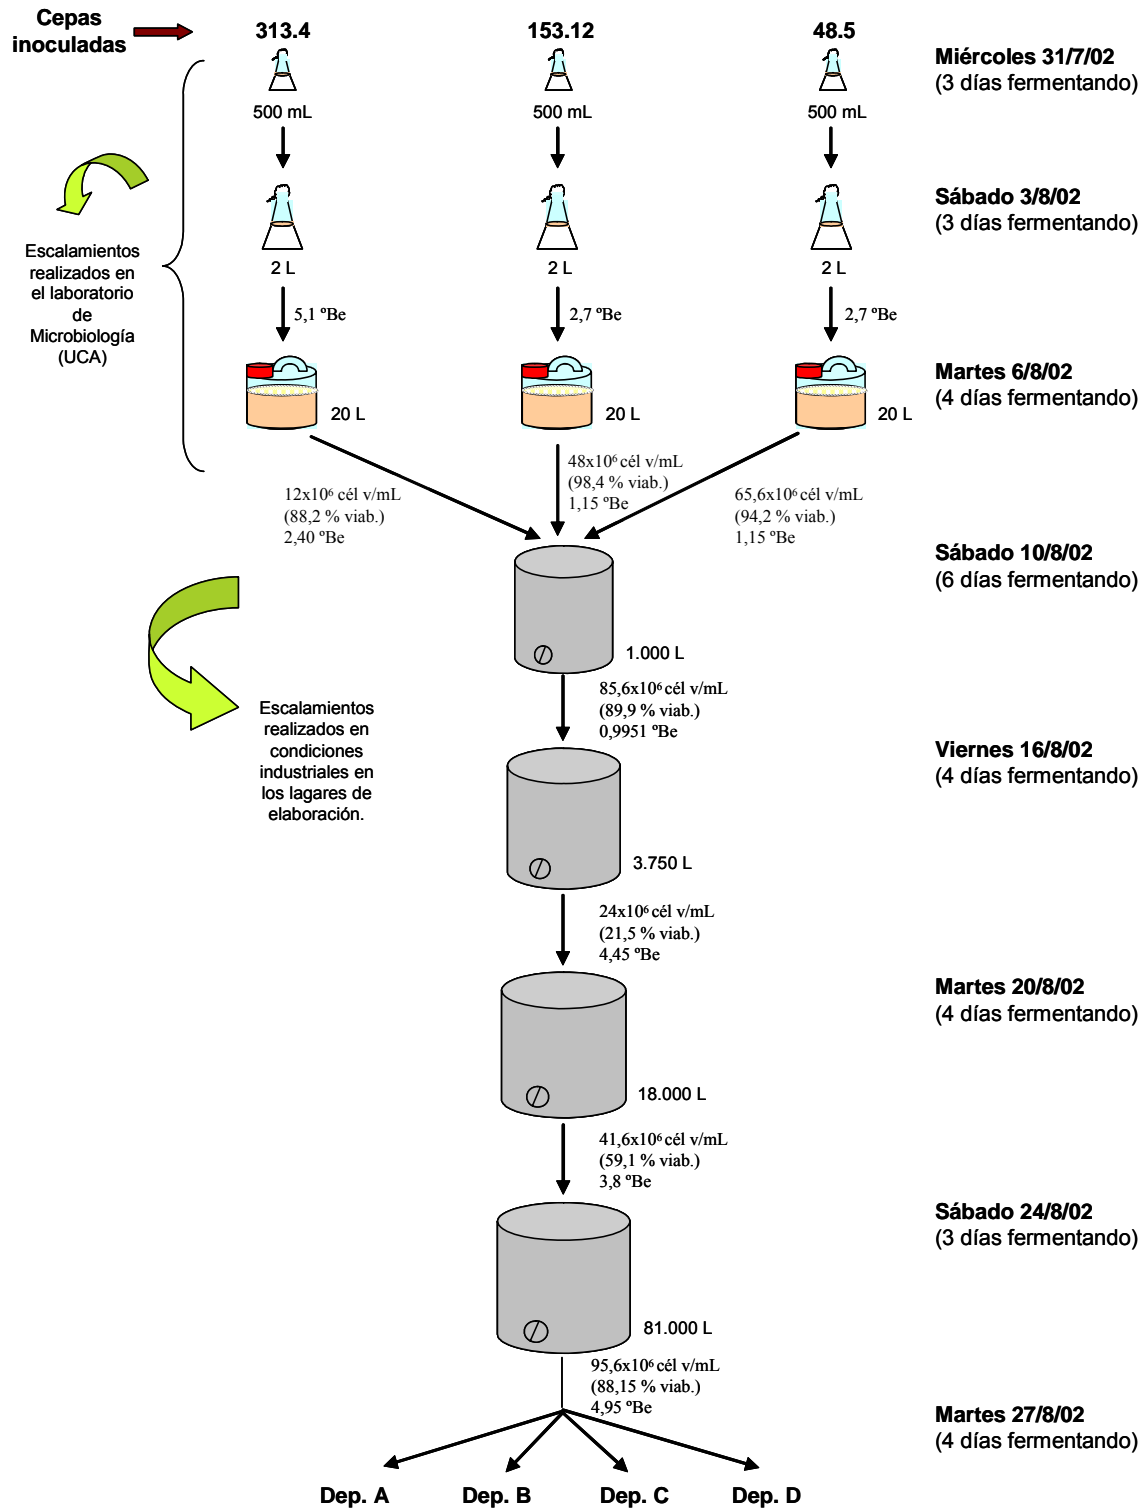 Cepas
inoculadas
313.4
153.12
48.5
Miércoles 31/7/02
(3 días fermentando)
500 mL
500 mL
500 mL
Sábado 3/8/02
(3 días fermentando)
2 L
2 L
2 L
Escalamientos
realizados en
el laboratorio
de
Microbiología
(UCA)
5,1 ºBe
2,7 ºBe
2,7 ºBe
Martes 6/8/02
(4 días fermentando)
20 L
20 L
20 L
12x10⁶ cél v/mL
(88,2 % viab.)
2,40 ºBe
48x10⁶ cél v/mL
(98,4 % viab.)
1,15 ºBe
65,6x10⁶ cél v/mL
(94,2 % viab.)
1,15 ºBe
Sábado 10/8/02
(6 días fermentando)
1.000 L
85,6x10⁶ cél v/mL
(89,9 % viab.)
0,9951 ºBe
Escalamientos
realizados en
condiciones
industriales en
los lagares de
elaboración.
Viernes 16/8/02
(4 días fermentando)
3.750 L
24x10⁶ cél v/mL
(21,5 % viab.)
4,45 ºBe
Martes 20/8/02
(4 días fermentando)
18.000 L
41,6x10⁶ cél v/mL
(59,1 % viab.)
3,8 ºBe
Sábado 24/8/02
(3 días fermentando)
81.000 L
95,6x10⁶ cél v/mL
(88,15 % viab.)
4,95 ºBe
Martes 27/8/02
(4 días fermentando)
Dep. A
Dep. B
Dep. C
Dep. D